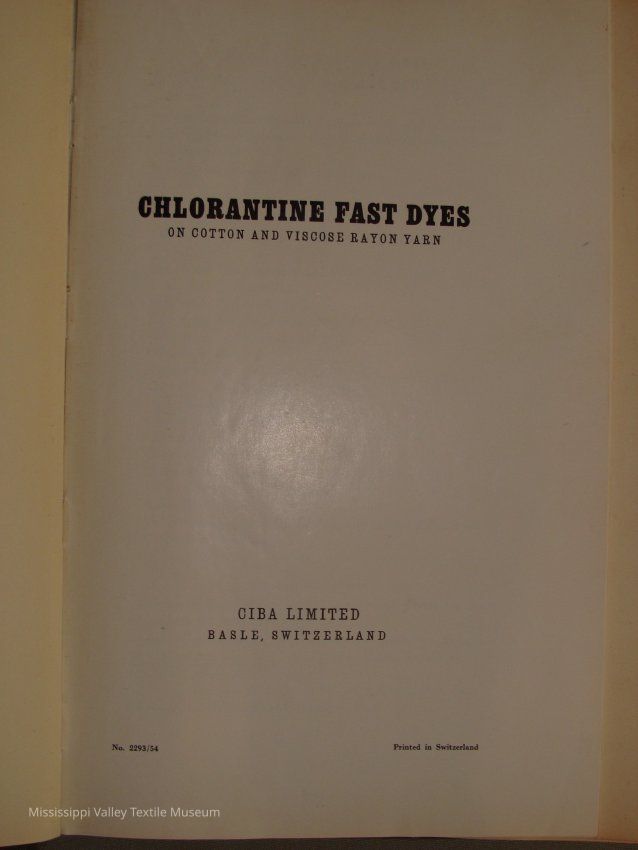 CHLORANTINE FAST DYES
ON COTTON AND VISCOSE RAYON YARN
CIBA LIMITED
BASLE, SWITZERLAND
No. 2293/54 Printed in Switzerland
Mississippi Valley Textile Museum